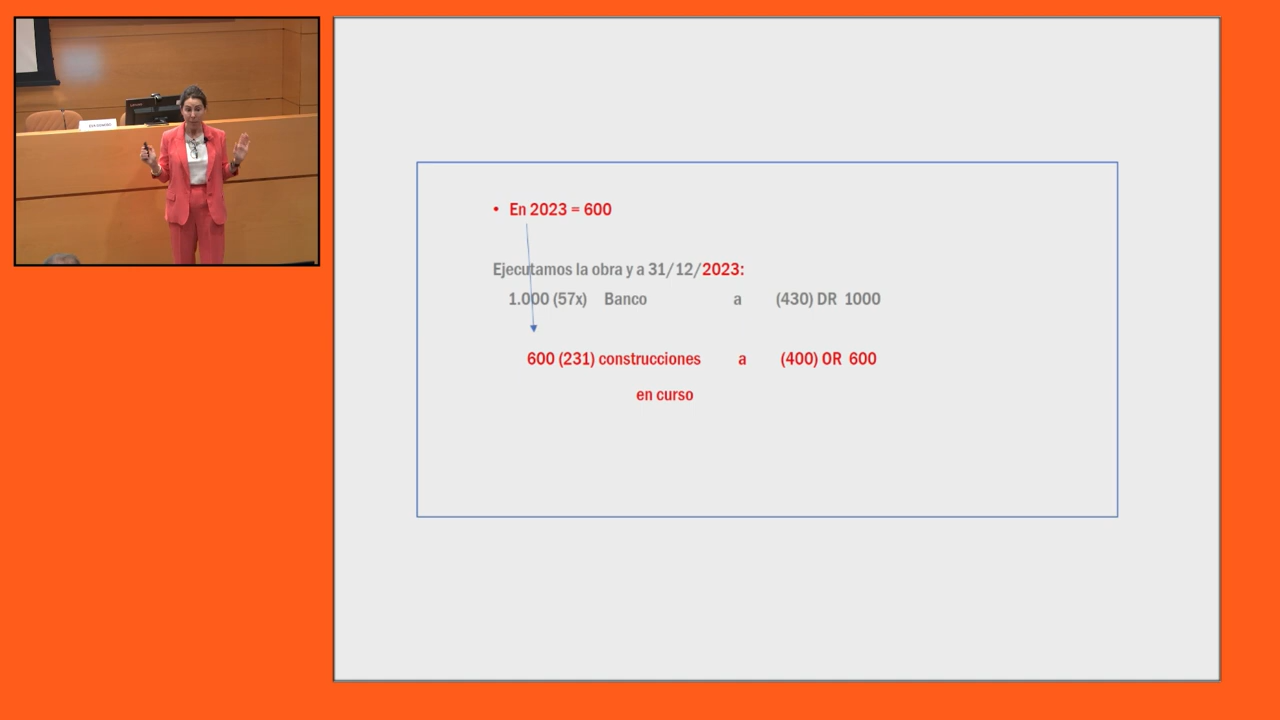 • En 2023 = 600
Ejecutamos la obra y a 31/12/2023:
1.000 (57x) Banco a (430) DR 1000
600 (231) construcciones a (400) OR 600
en curso